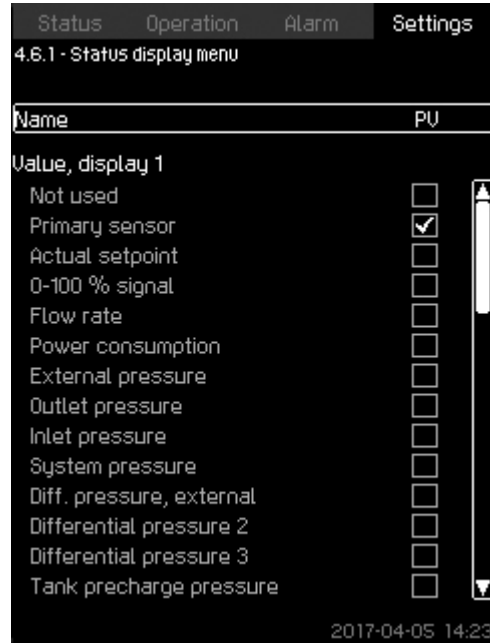 Status Operation Alarm Settings
4.6.1 - Status display menu
Name PV
Value, display 1
Not used
Primary sensor
Actual setpoint
0-100 % signal
Flow rate
Power consumption
External pressure
Outlet pressure
Inlet pressure
System pressure
Diff. pressure, external
Differential pressure 2
Differential pressure 3
Tank precharge pressure
2017-04-05 14:23